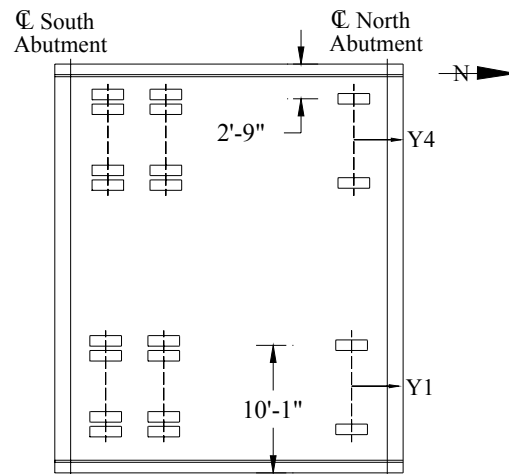 ℄ South
Abutment
℄ North
Abutment
N
2'-9"
Y4
10'-1"
Y1